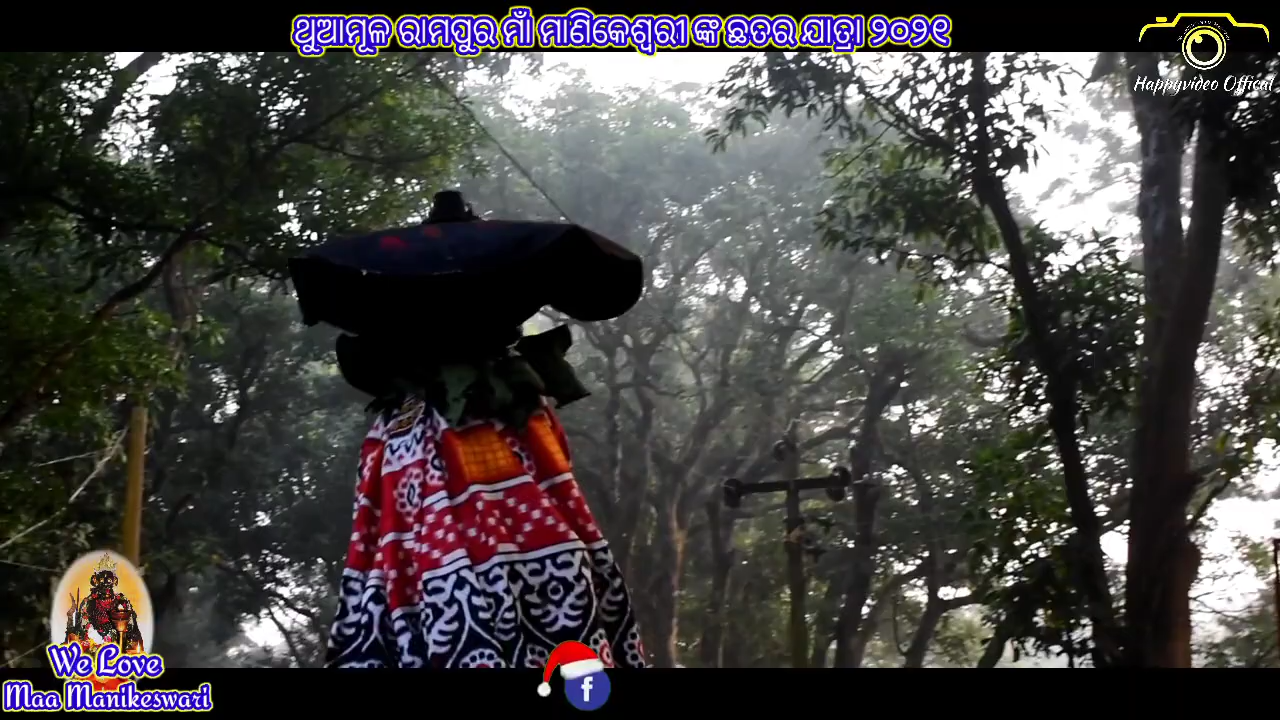 ଥୁଆମୂଳ ରାମପୁର ମାଁ ମାଣିକେଶ୍ୱରୀ ଙ୍କ ଛତର ଯାତ୍ରା ୨୦୨୧
Happyvideo Offical
We Love
Maa Manikeswari
f